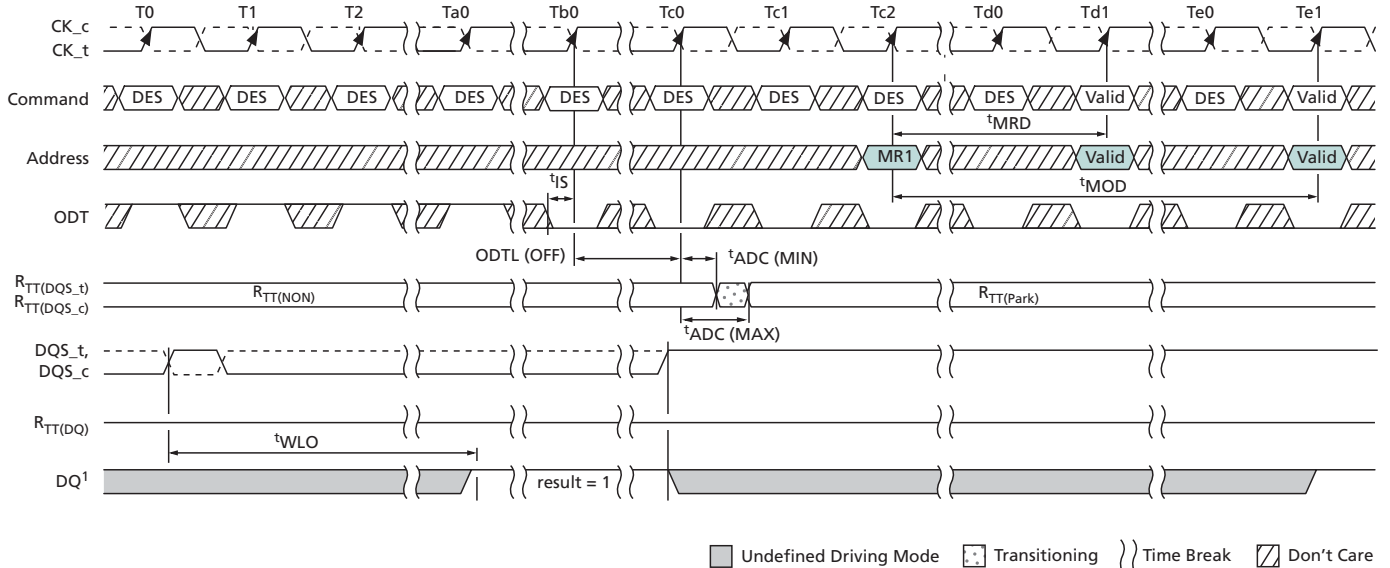 T0 T1 T2 Ta0 Tb0 Tc0 Tc1 Tc2 Td0 Td1 Te0 Te1
CK_c
CK_t
Command DES DES DES DES DES DES DES DES DES Valid DES Valid
tMRD
Address MR1 Valid Valid
tIS tMOD
ODT
ODTL (OFF) tADC (MIN)
RTT(DQS_t)
RTT(NON) RTT(Park)
RTT(DQS_c)
tADC (MAX)
DQS_t,
DQS_c
RTT(DQ)
tWLO
DQ1 result = 1
Undefined Driving Mode Transitioning Time Break Don't Care